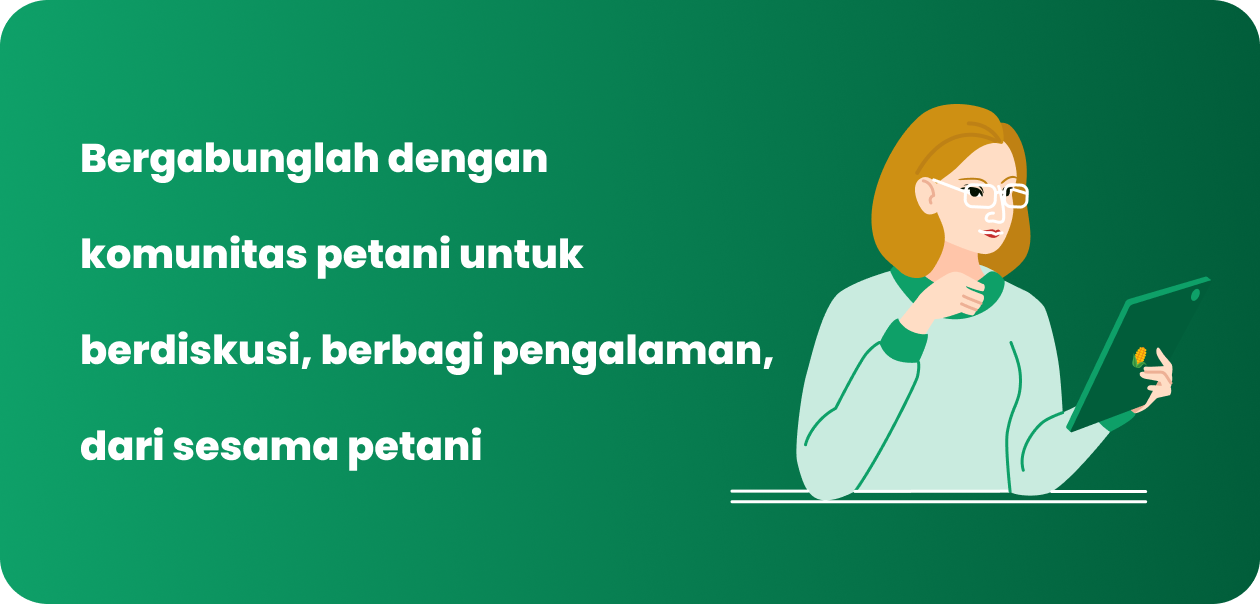 Bergabunglah dengan
komunitas petani untuk
berdiskusi, berbagi pengalaman,
dari sesama petani